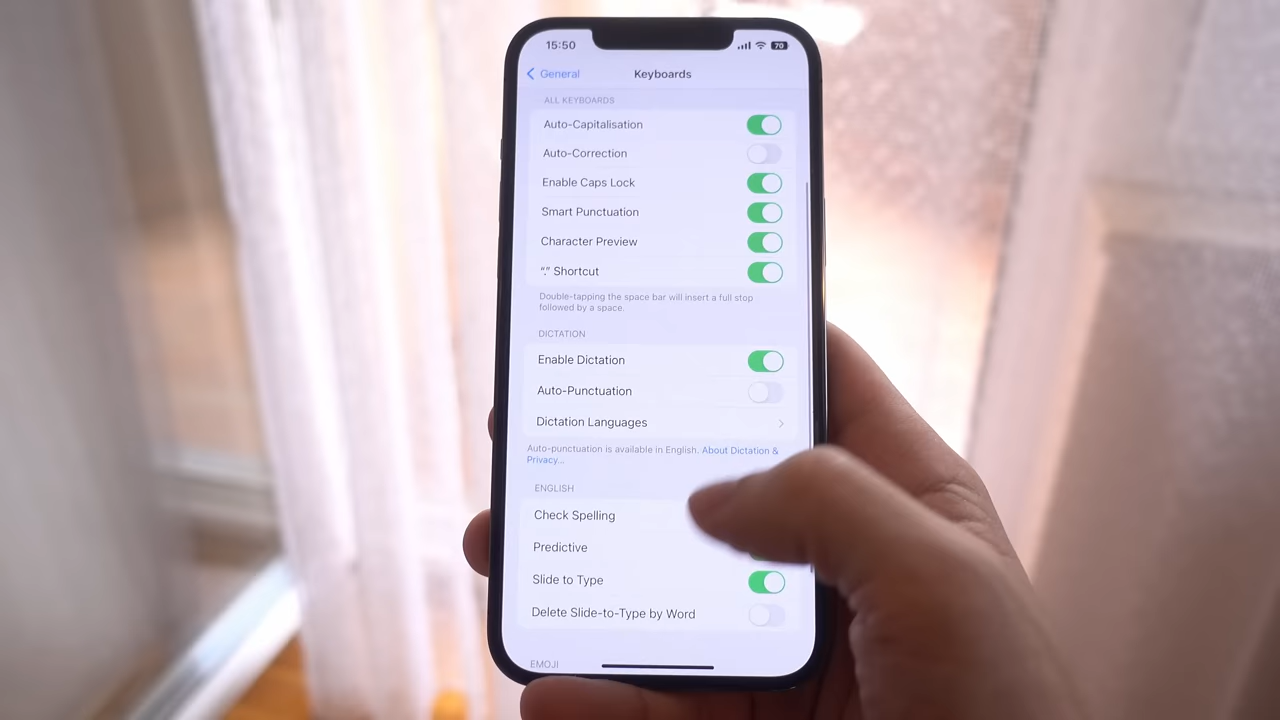 15:50
70
General
Keyboards
ALL KEYBOARDS
Auto-Capitalisation
Auto-Correction
Enable Caps Lock
Smart Punctuation
Character Preview
“.” Shortcut
Double-tapping the space bar will insert a full stop
followed by a space.
DICTATION
Enable Dictation
Auto-Punctuation
Dictation Languages
Auto-punctuation is available in English. About Dictation &
Privacy...
ENGLISH
Check Spelling
Predictive
Slide to Type
Delete Slide-to-Type by Word
EMOJI